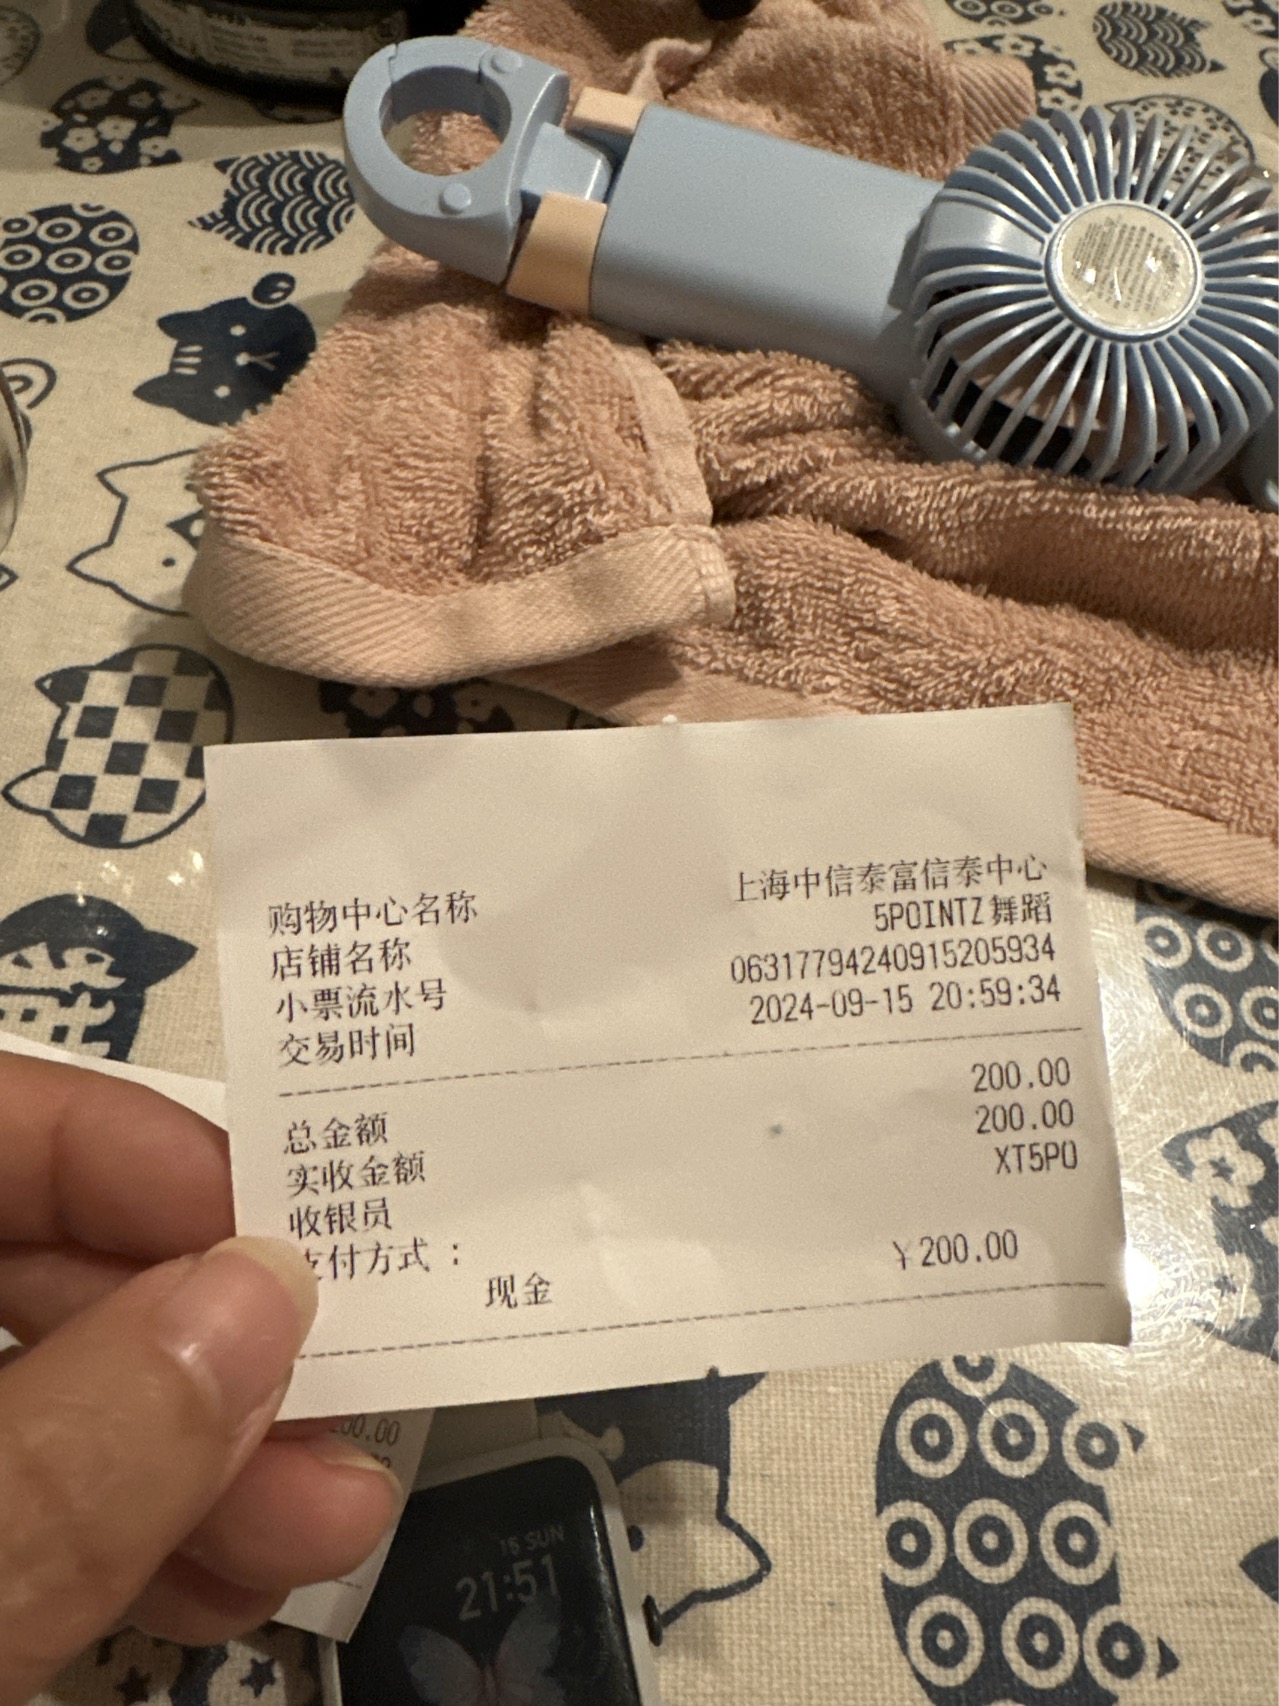 购物中心名称 上海中信泰富信泰中心
店铺名称 5POINTZ舞蹈
小票流水号 06317794240915205934
交易时间 2024-09-15 20:59:34
总金额 200.00
实收金额 200.00
收银员 XT5PO
支付方式：
现金 ￥200.00
00.00
15 SUN
21:51